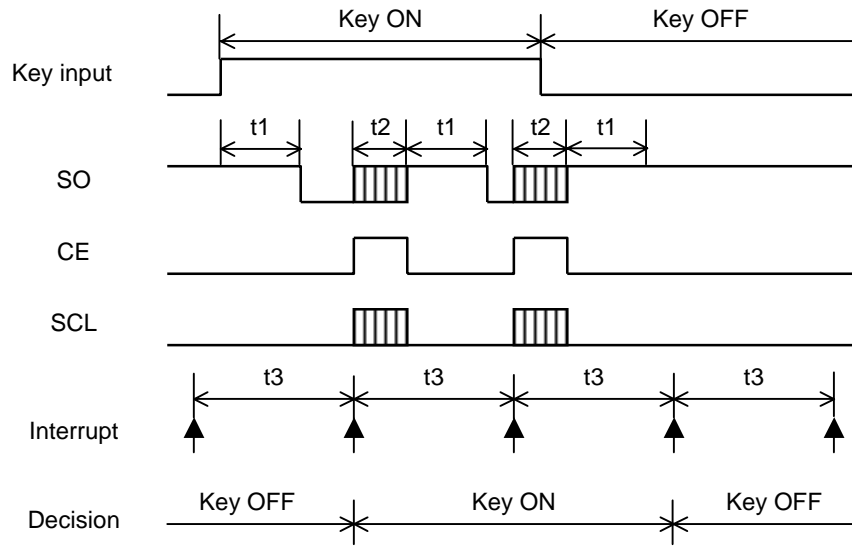 Key ON Key OFF
Key input
t1 t2 t1 t2 t1
SO
CE
SCL
t3 t3 t3 t3
Interrupt
Key OFF Key ON Key OFF
Decision